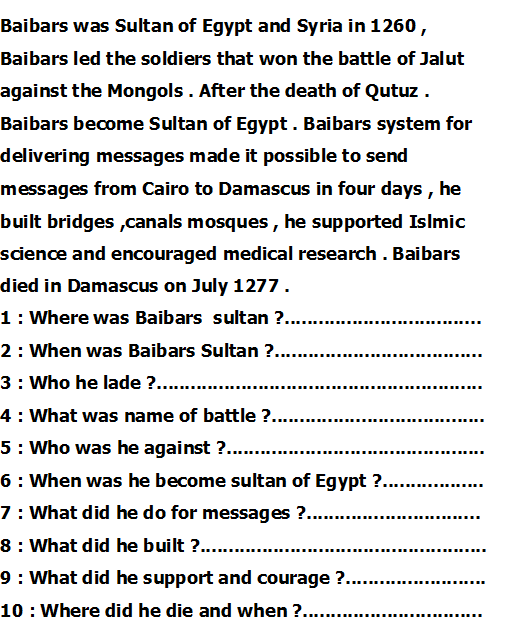 Baibars was Sultan of Egypt and Syria in 1260 ,
Baibars led the soldiers that won the battle of Jalut
against the Mongols . After the death of Qutuz .
Baibars become Sultan of Egypt . Baibars system for
delivering messages made it possible to send
messages from Cairo to Damascus in four days , he
built bridges ,canals mosques , he supported Islmic
science and encouraged medical research . Baibars
died in Damascus on July 1277 .
1 : Where was Baibars  sultan ?...................................
2 : When was Baibars Sultan ?.....................................
3 : Who he lade ?..........................................................
4 : What was name of battle ?......................................
5 : Who was he against ?..............................................
6 : When was he become sultan of Egypt ?..................
7 : What did he do for messages ?...............................
8 : What did he built ?...................................................
9 : What did he support and courage ?.........................
10 : Where did he die and when ?................................